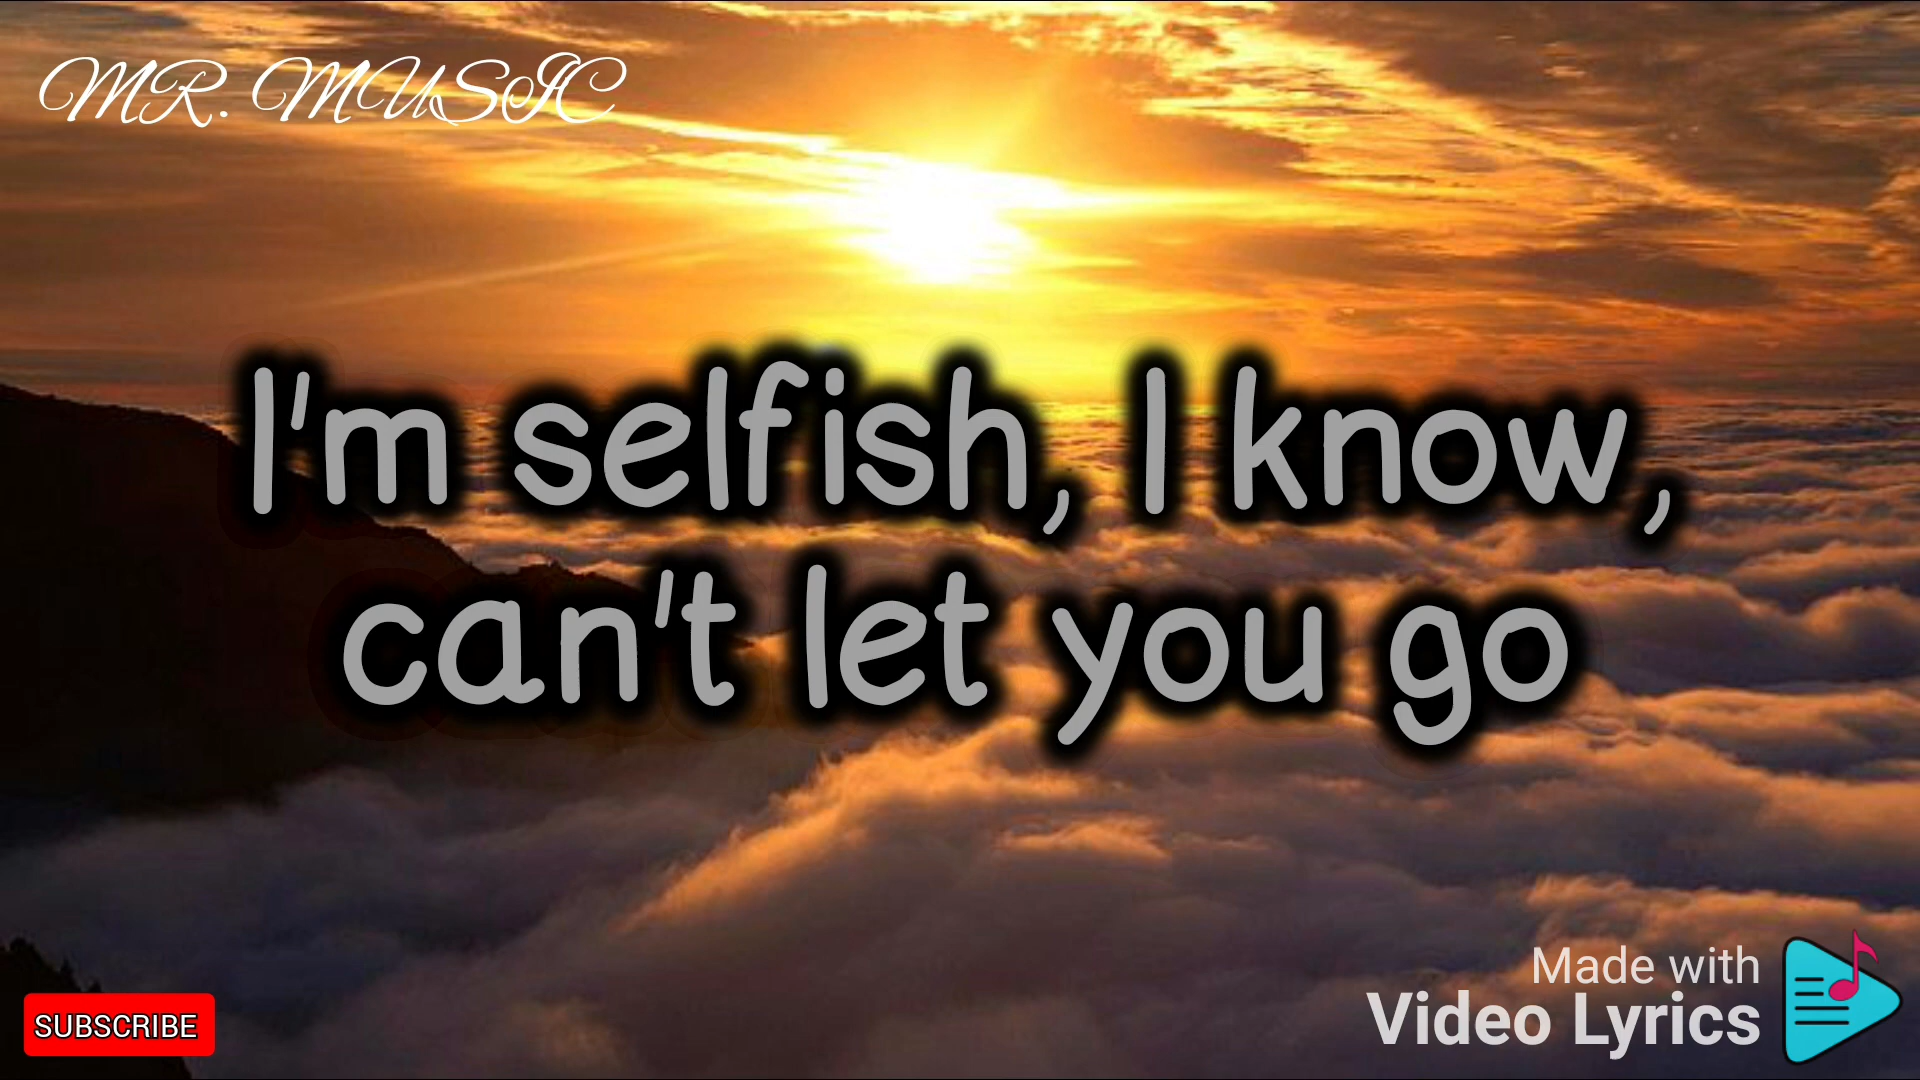 MR. MUSIC
I'm selfish, I know,
can't let you go
SUBSCRIBE
Made with
Video Lyrics